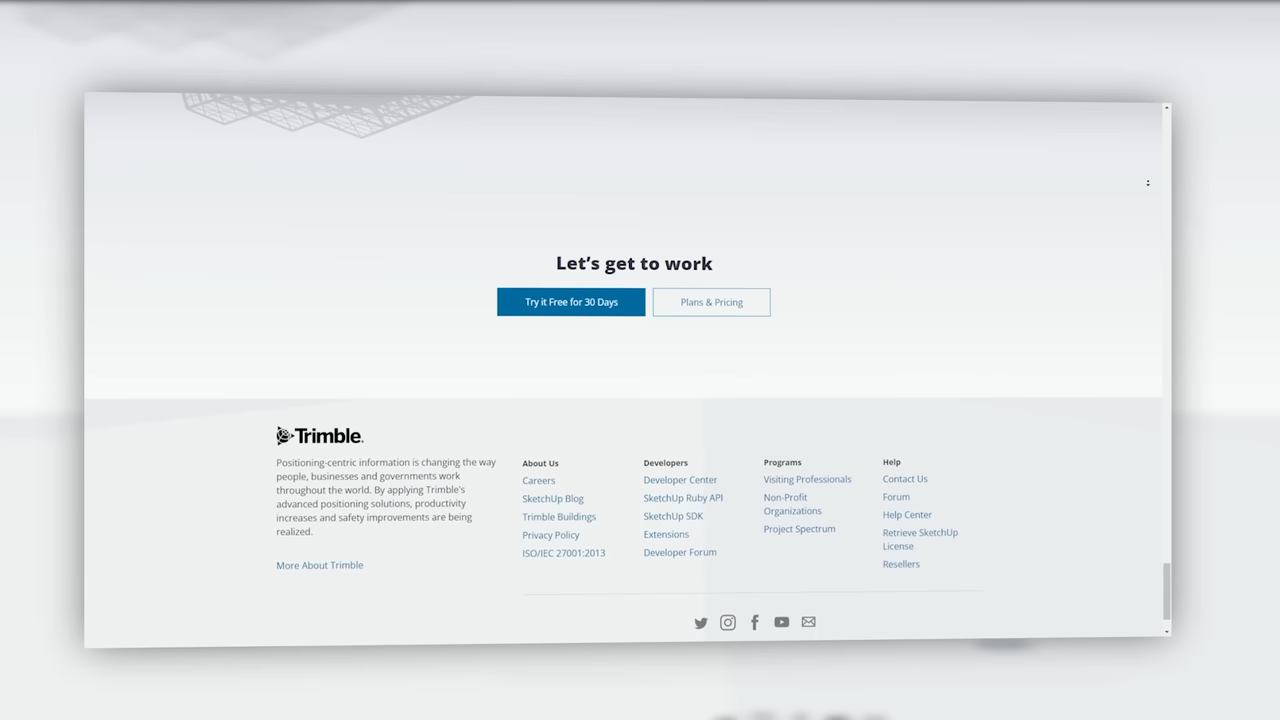 Let's get to work
Try it Free for 30 Days
Plans & Pricing
Trimble.
Positioning-centric information is changing the way
people, businesses and governments work
throughout the world. By applying Trimble's
advanced positioning solutions, productivity
increases and safety improvements are being
realized.
More About Trimble
About Us
Careers
SketchUp Blog
Trimble Buildings
Privacy Policy
ISO/IEC 27001:2013
Developers
Developer Center
SketchUp Ruby API
SketchUp SDK
Extensions
Developer Forum
Programs
Visiting Professionals
Non-Profit
Organizations
Project Spectrum
Help
Contact Us
Forum
Help Center
Retrieve SketchUp
License
Resellers